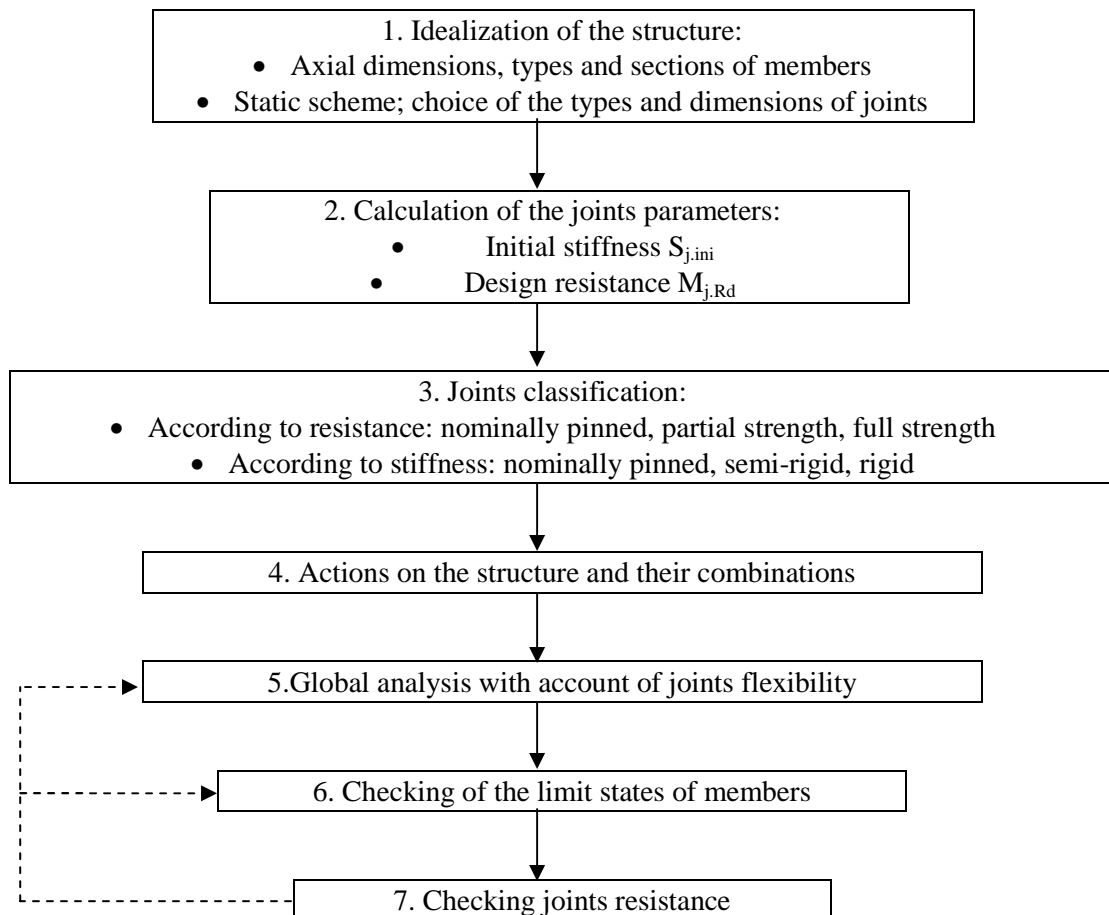 1. Idealization of the structure:
• Axial dimensions, types and sections of members
• Static scheme; choice of the types and dimensions of joints
2. Calculation of the joints parameters:
• Initial stiffness S_{j.ini}
• Design resistance M_{j.Rd}
3. Joints classification:
• According to resistance: nominally pinned, partial strength, full strength
• According to stiffness: nominally pinned, semi-rigid, rigid
4. Actions on the structure and their combinations
5.Global analysis with account of joints flexibility
6. Checking of the limit states of members
7. Checking joints resistance